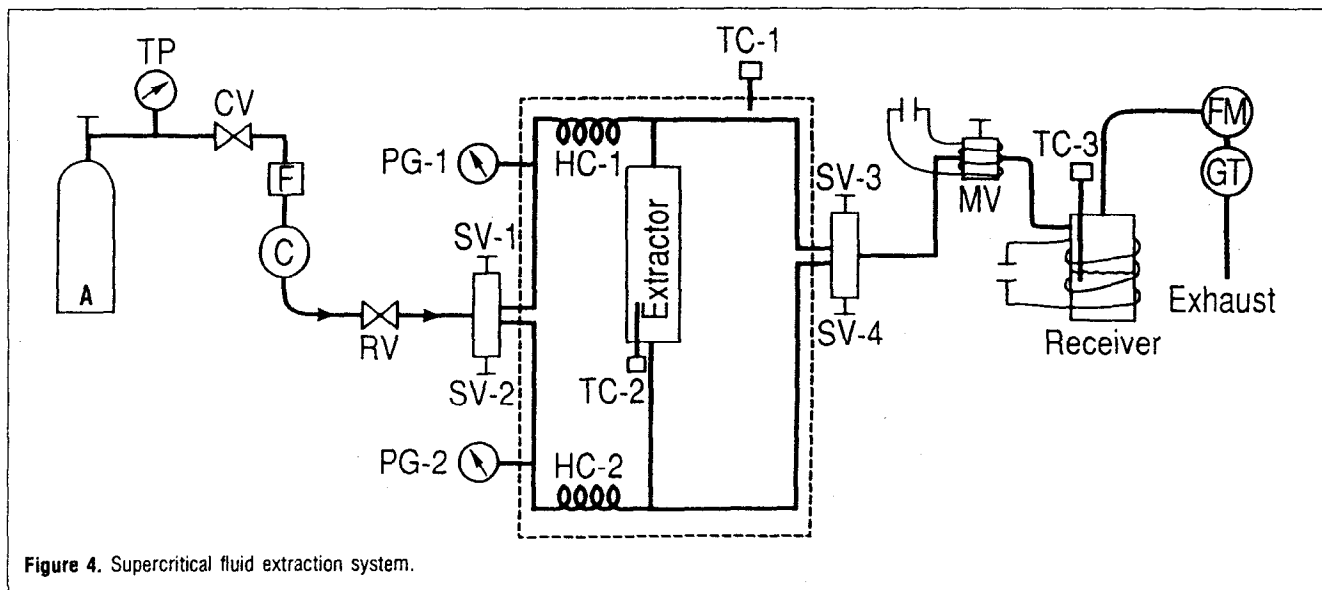 TP
CV
TC-1
FM
PG-1
HC-1
F
SV-3
MV
TC-3
GT
SV-1
Extractor
C
A
RV
SV-2
TC-2
SV-4
Receiver
Exhaust
PG-2
HC-2
Figure 4. Supercritical fluid extraction system.